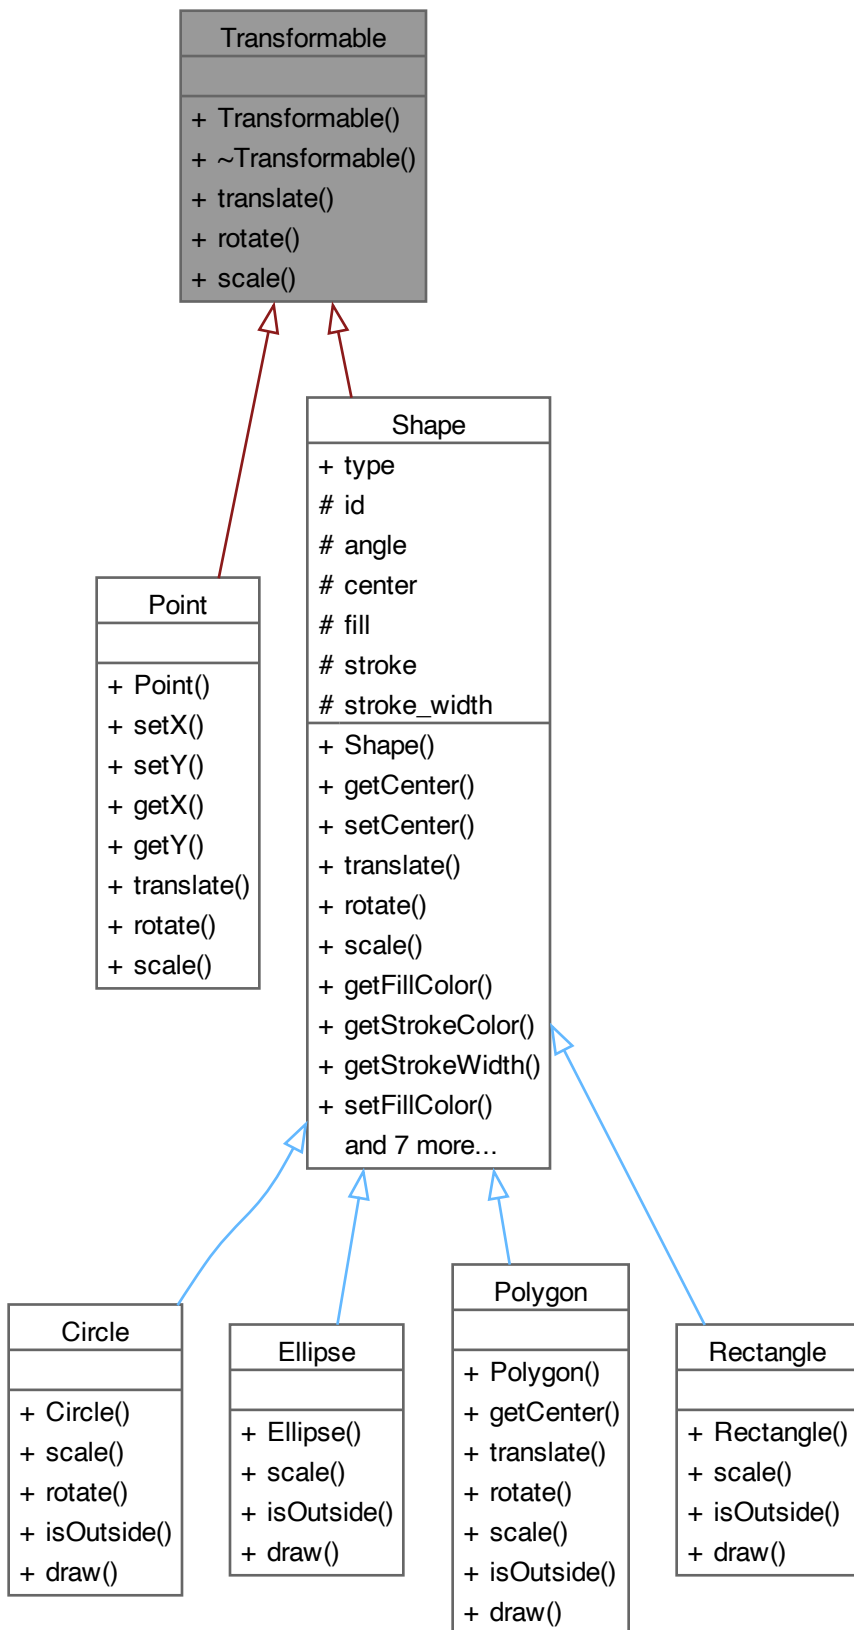 Transformable
+ Transformable()
+ ~Transformable()
+ translate()
+ rotate()
+ scale()
Shape
+ type
# id
# angle
# center
# fill
# stroke
# stroke_width
+ Shape()
+ getCenter()
+ setCenter()
+ translate()
+ rotate()
+ scale()
+ getFillColor()
+ getStrokeColor()
+ getStrokeWidth()
+ setFillColor()
and 7 more...
Point
+ Point()
+ setX()
+ setY()
+ getX()
+ getY()
+ translate()
+ rotate()
+ scale()
Circle
+ Circle()
+ scale()
+ rotate()
+ isOutside()
+ draw()
Ellipse
+ Ellipse()
+ scale()
+ isOutside()
+ draw()
Polygon
+ Polygon()
+ getCenter()
+ translate()
+ rotate()
+ scale()
+ isOutside()
+ draw()
Rectangle
+ Rectangle()
+ scale()
+ isOutside()
+ draw()